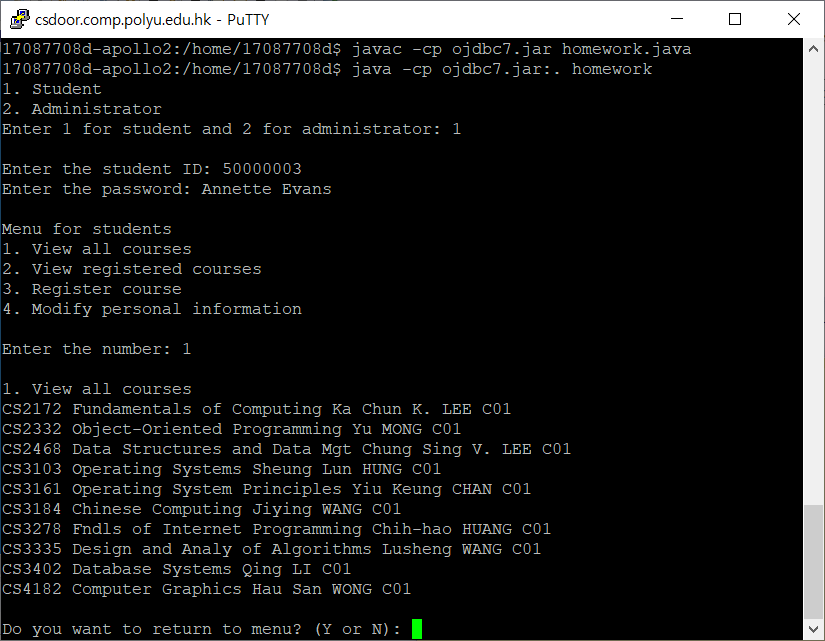 csdoor.comp.polyu.edu.hk - PuTTY
17087708d-apollo2:/home/17087708d$ javac -cp ojdbc7.jar homework.java
17087708d-apollo2:/home/17087708d$ java -cp ojdbc7.jar:. homework
1. Student
2. Administrator
Enter 1 for student and 2 for administrator: 1
Enter the student ID: 50000003
Enter the password: Annette Evans
Menu for students
1. View all courses
2. View registered courses
3. Register course
4. Modify personal information
Enter the number: 1
1. View all courses
CS2172 Fundamentals of Computing Ka Chun K. LEE C01
CS2332 Object-Oriented Programming Yu MONG C01
CS2468 Data Structures and Data Mgt Chung Sing V. LEE C01
CS3103 Operating Systems Sheung Lun HUNG C01
CS3161 Operating System Principles Yiu Keung CHAN C01
CS3184 Chinese Computing Jiying WANG C01
CS3278 Fndls of Internet Programming Chih-hao HUANG C01
CS3335 Design and Analy of Algorithms Lusheng WANG C01
CS3402 Database Systems Qing LI C01
CS4182 Computer Graphics Hau San WONG C01
Do you want to return to menu? (Y or N):